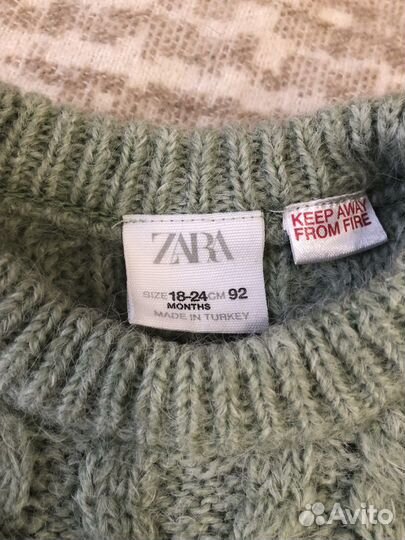 ZARA
SIZE 18-24 CM 92
MONTHS
MADE IN TURKEY
KEEP AWAY
FROM FIRE
Avito